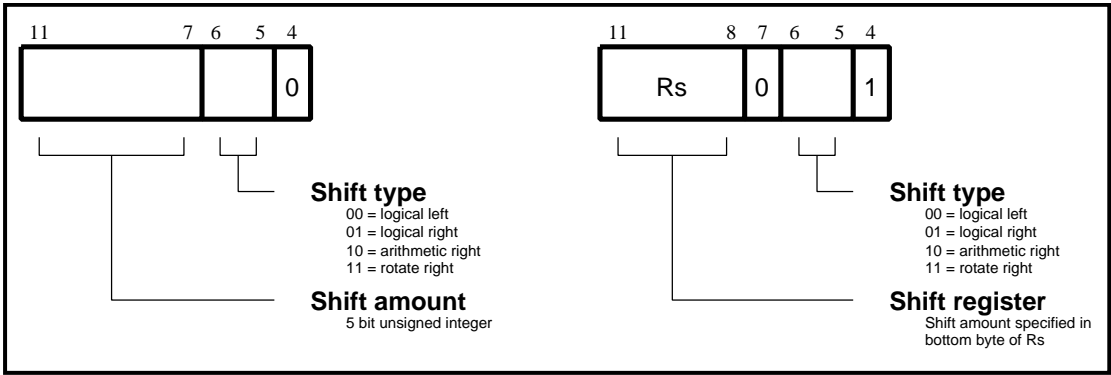 11 7 6 5 4
0
Shift type
00 = logical left
01 = logical right
10 = arithmetic right
11 = rotate right
Shift amount
5 bit unsigned integer
11 8 7 6 5 4
Rs 0 1
Shift type
00 = logical left
01 = logical right
10 = arithmetic right
11 = rotate right
Shift register
Shift amount specified in
bottom byte of Rs